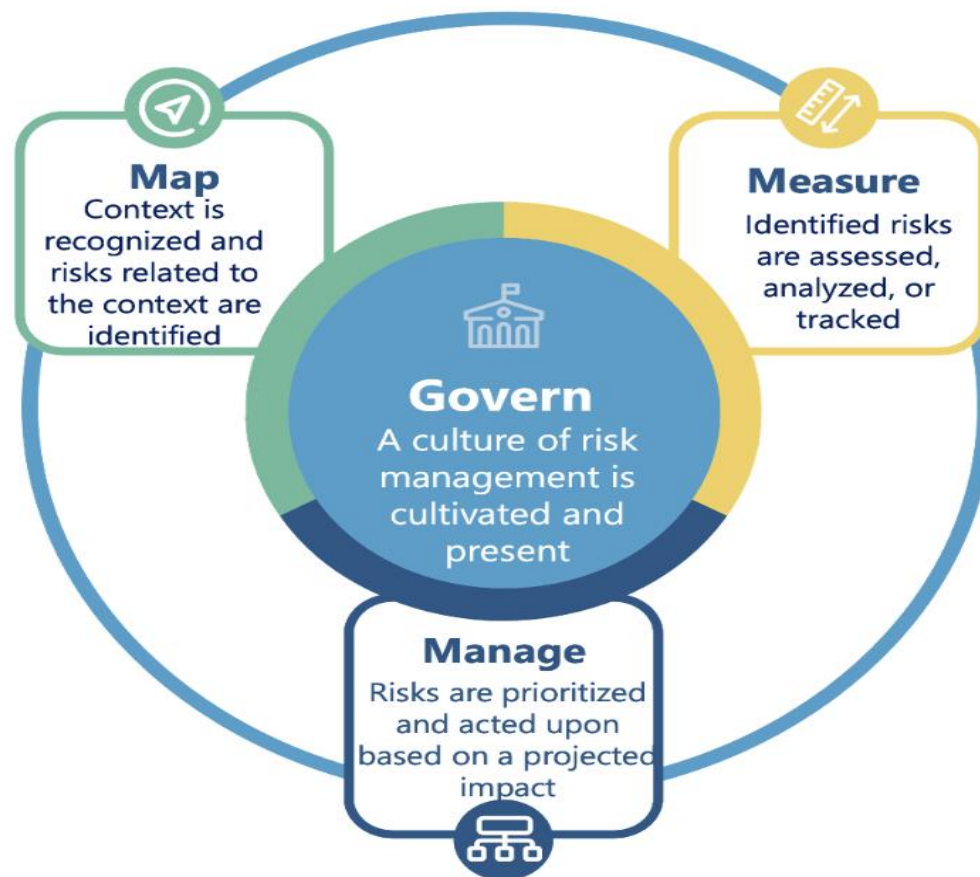 Map
Context is
recognized and
risks related to
the context are
identified
Measure
Identified risks
are assessed,
analyzed, or
tracked
Govern
A culture of risk
management is
cultivated and
present
Manage
Risks are prioritized
and acted upon
based on a projected
impact